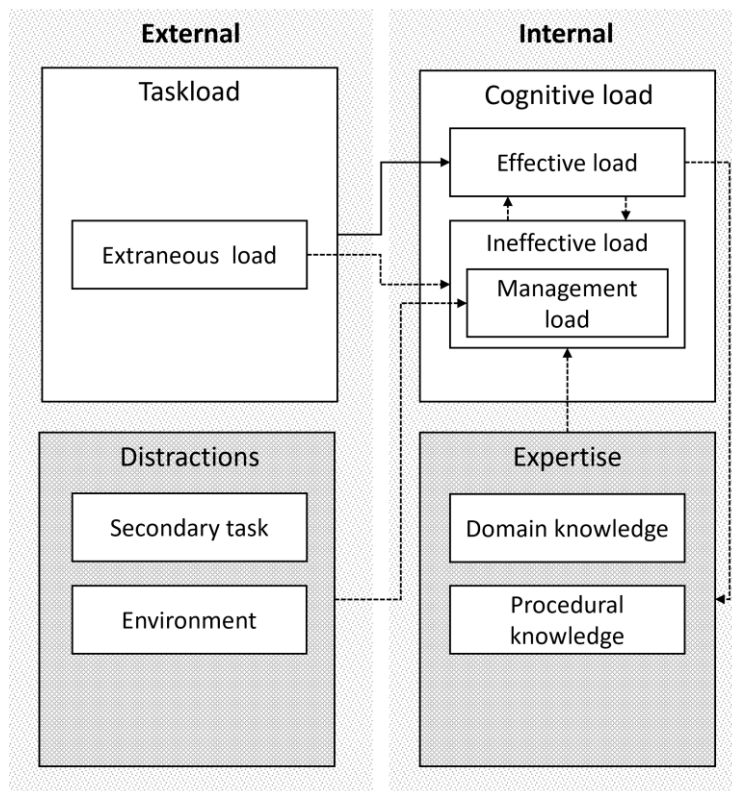 External
Taskload
Extraneous load
Distractions
Secondary task
Environment
Internal
Cognitive load
Effective load
Ineffective load
Management
load
Expertise
Domain knowledge
Procedural
knowledge